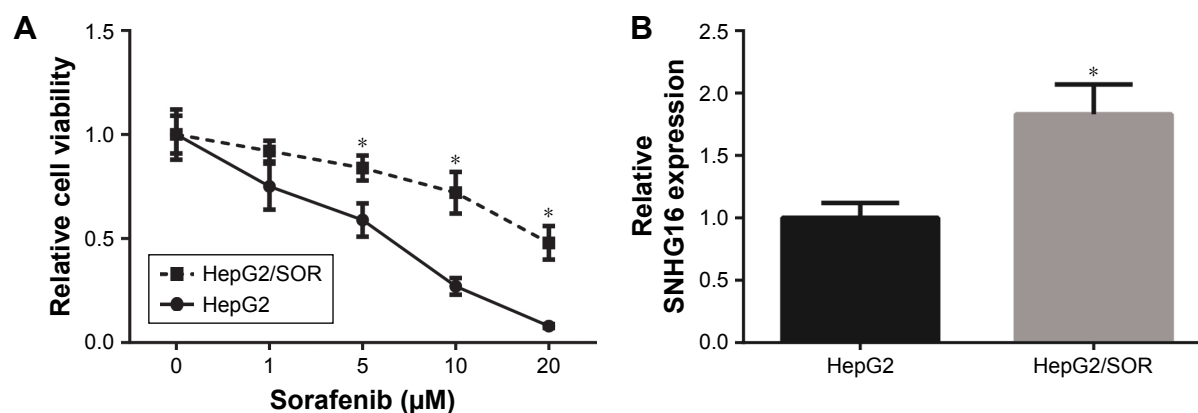 A
Relative cell viability
1.5
1.0
0.5
0.0
*
*
*
HepG2/SOR
HepG2
0 1 5 10 20
Sorafenib (µM)
B
Relative
SNHG16 expression
2.5
2.0
1.5
1.0
0.5
0.0
*
HepG2 HepG2/SOR